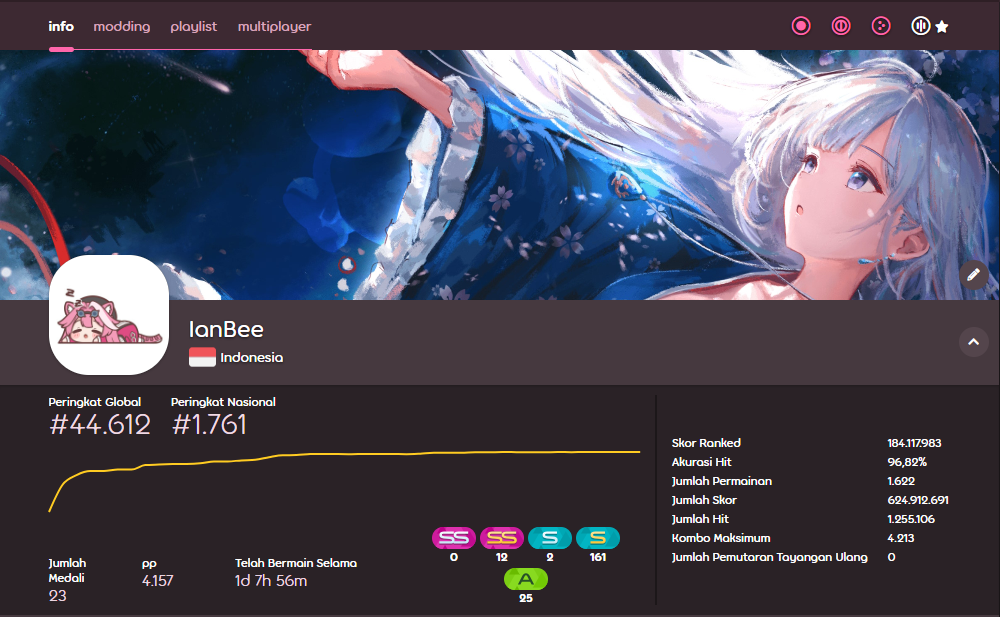 info modding playlist multiplayer
z
z
IanBee
Indonesia
Peringkat Global Peringkat Nasional
#44.612 #1.761
Skor Ranked 184.117.983
Akurasi Hit 96,82%
Jumlah Permainan 1.622
Jumlah Skor 624.912.691
Jumlah Hit 1.255.106
Kombo Maksimum 4.213
Jumlah Pemutaran Tayangan Ulang 0
SS SS S S
0 12 2 161
A
25
Jumlah Medali
23
pp
4.157
Telah Bermain Selama
1d 7h 56m